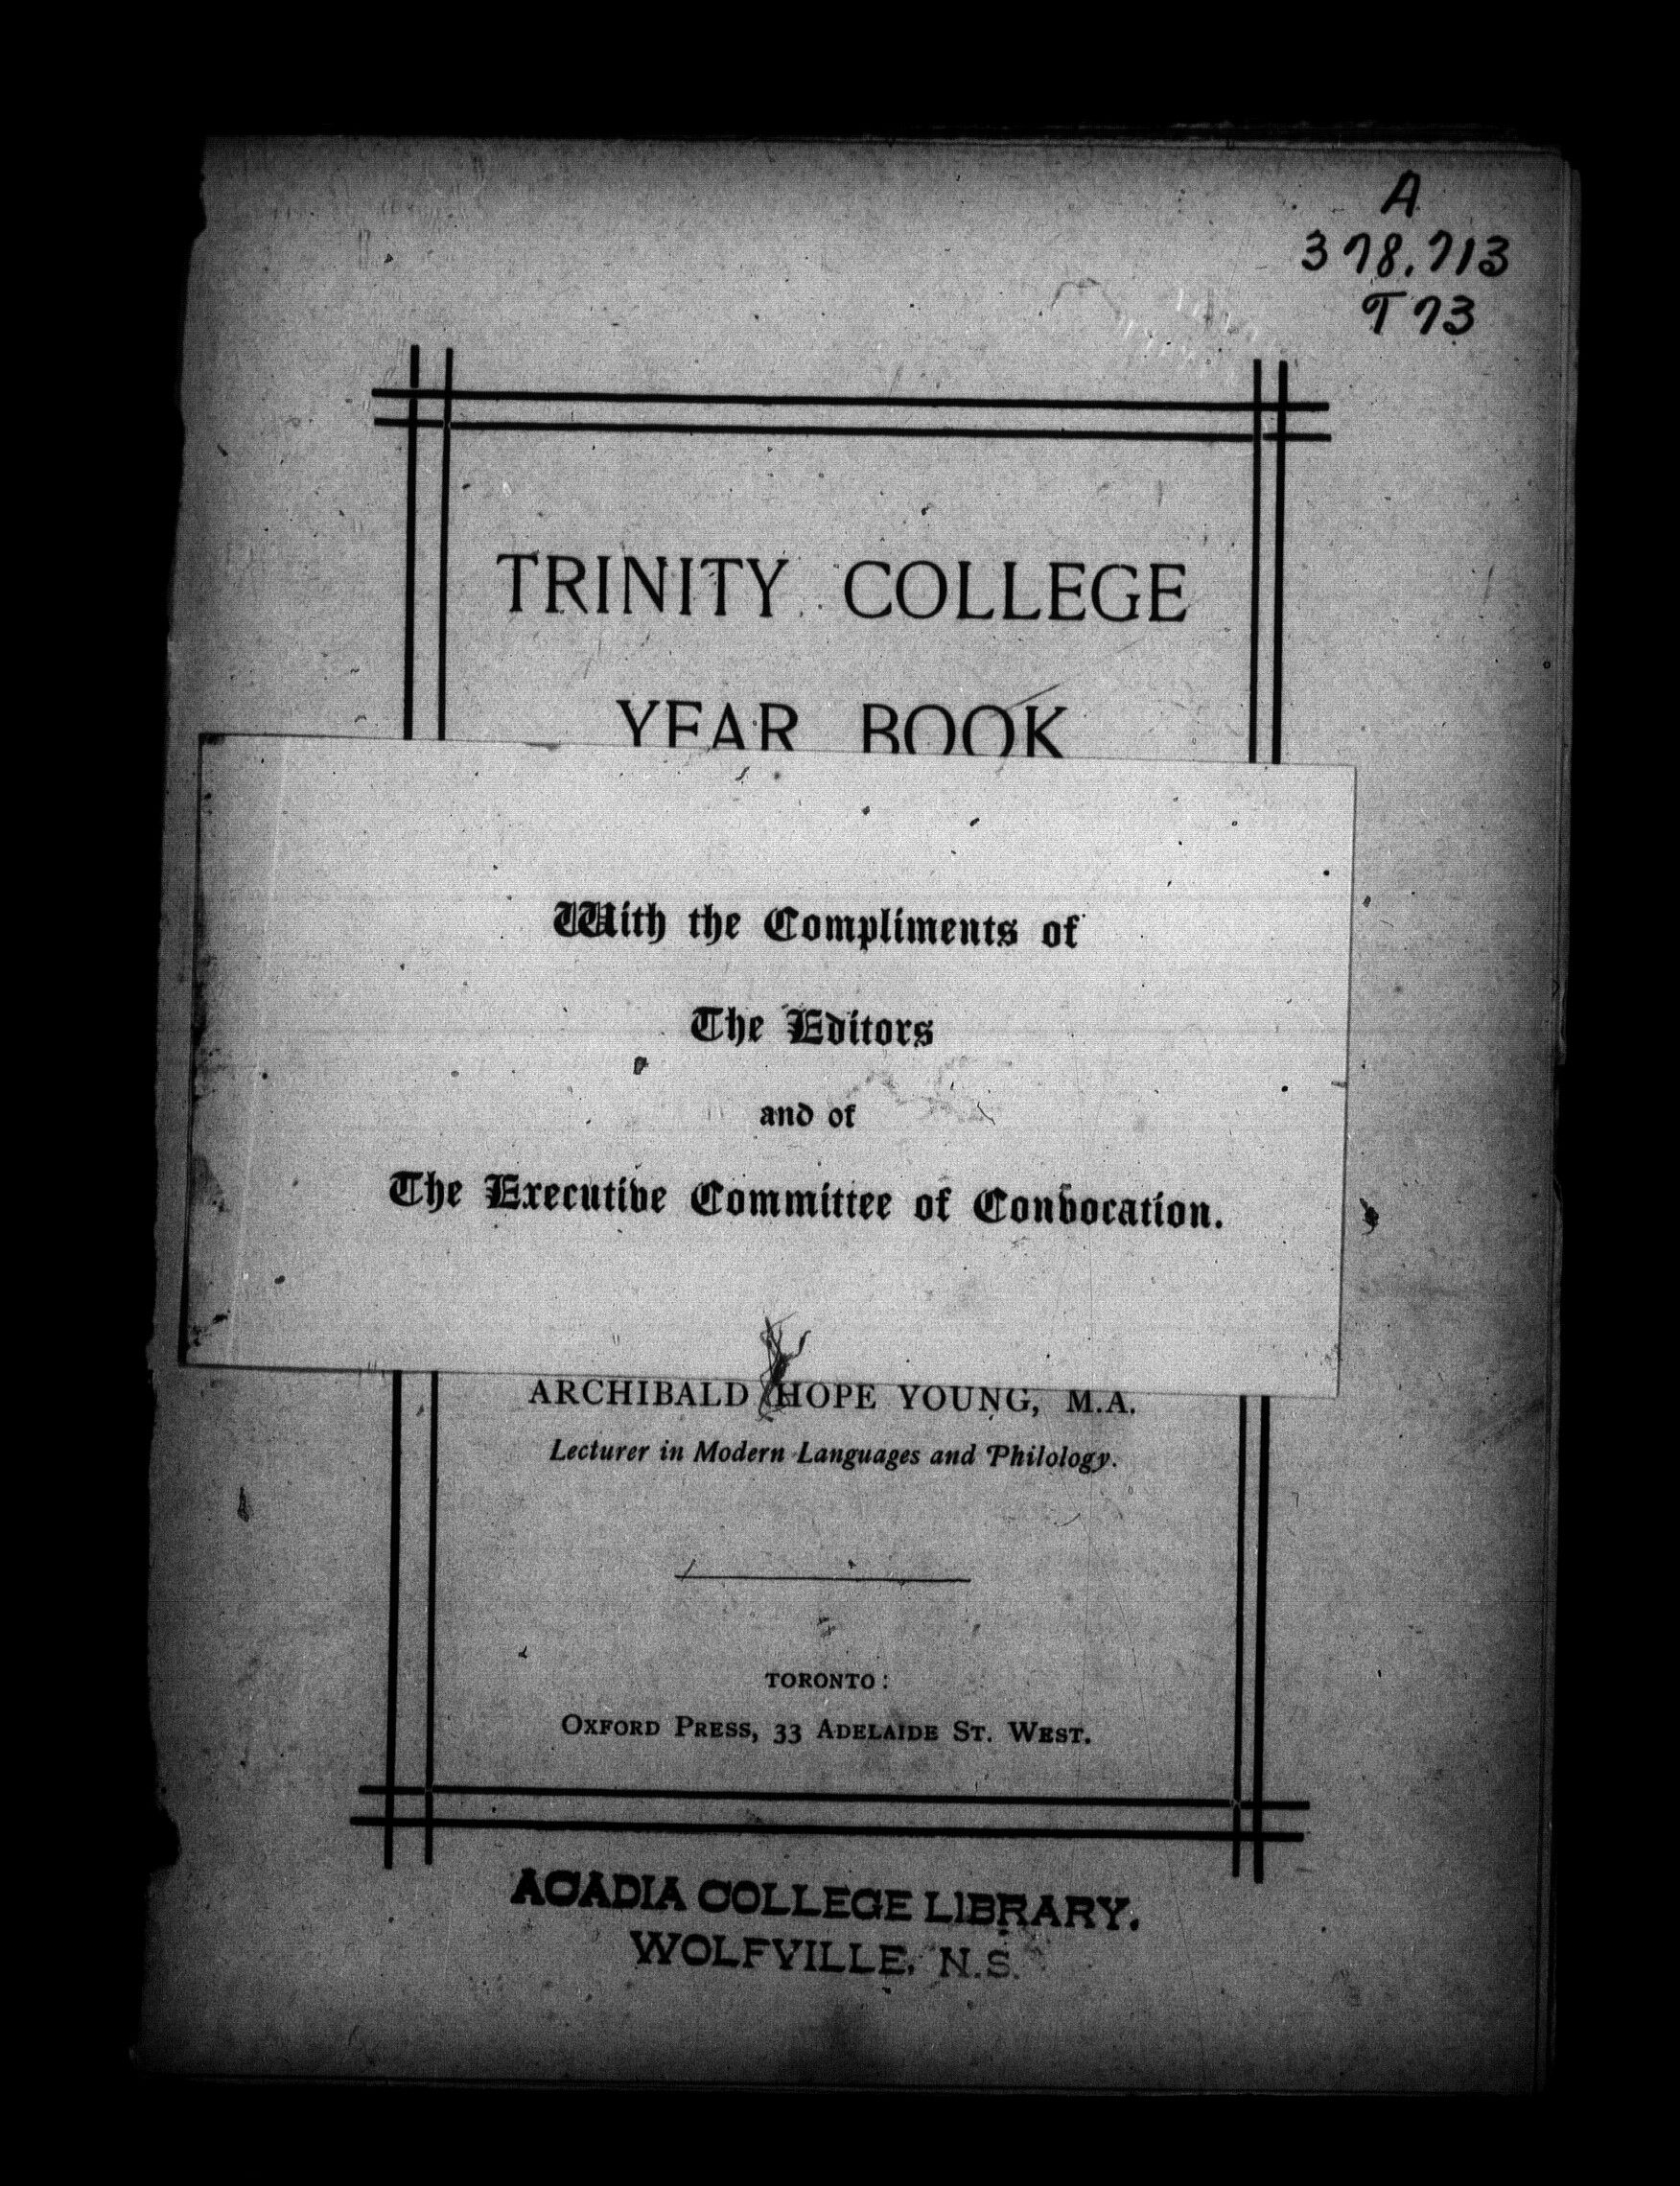 A
378.713
T73
TRINITY COLLEGE
YEAR BOOK
With the Compliments of
The Editors
and of
The Executive Committee of Convocation.
ARCHIBALD HOPE YOUNG, M.A.
Lecturer in Modern Languages and Philology.
TORONTO:
OXFORD PRESS, 33 ADELAIDE ST. WEST.
ACADIA COLLEGE LIBRARY.
WOLFVILLE, N.S.